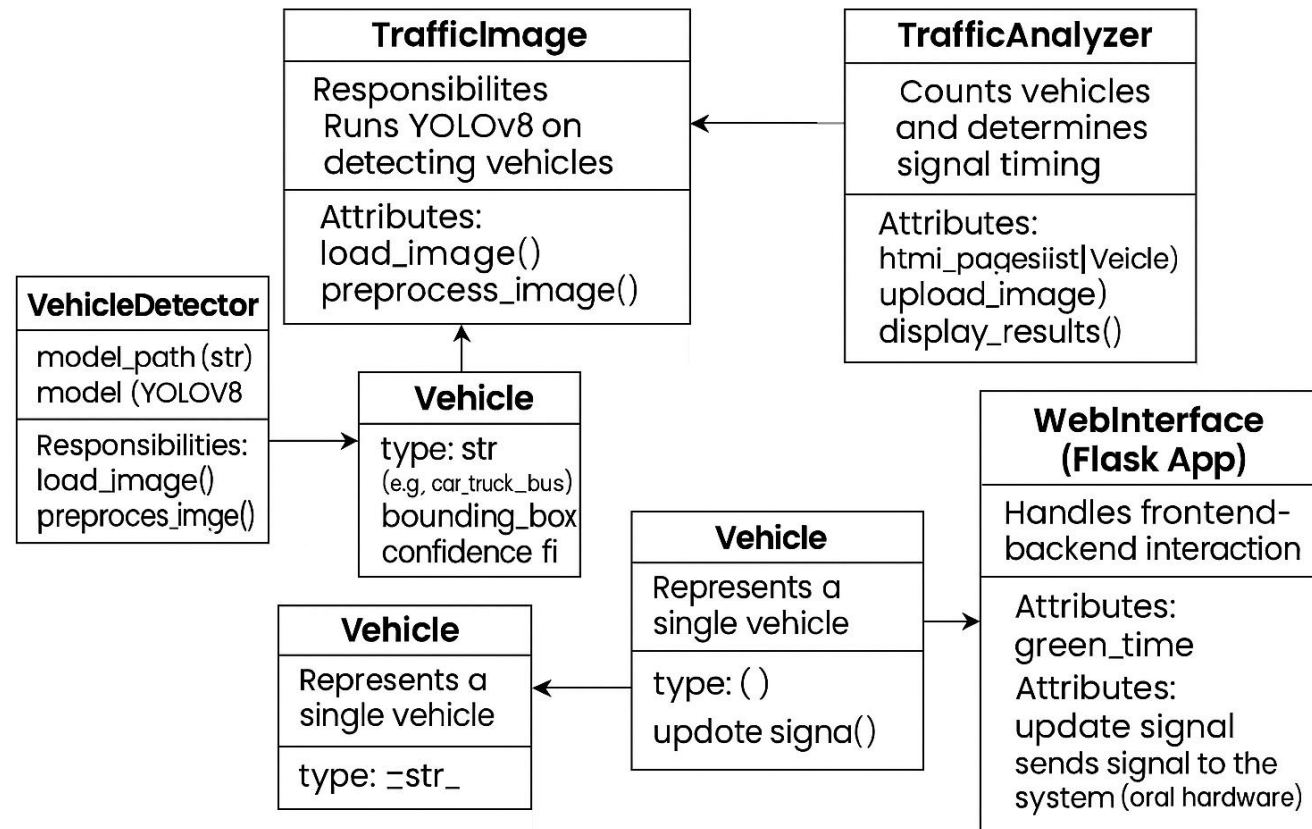 TrafficImage
Responsibilites
Runs YOLOv8 on
detecting vehicles
Attributes:
load_image()
preprocess_image()
TrafficAnalyzer
Counts vehicles
and determines
signal timing
Attributes:
htmi_paqesiist|Veicle)
upload_image)
display_results()
VehicleDetector
model_path (str)
model (YOLOV8
Responsibilities:
load_image()
preproces_imge()
Vehicle
type: str
(e.g, car_truck_bus)
bounding_box
confidence fi
Vehicle
Represents a
single vehicle
type: –str_
Vehicle
Represents a
single vehicle
type: ( )
updote signa()
WebInterface
(Flask App)
Handles frontend-
backend interaction
Attributes:
green_time
Attributes:
update signal
sends signal to the
system (oral hardware)